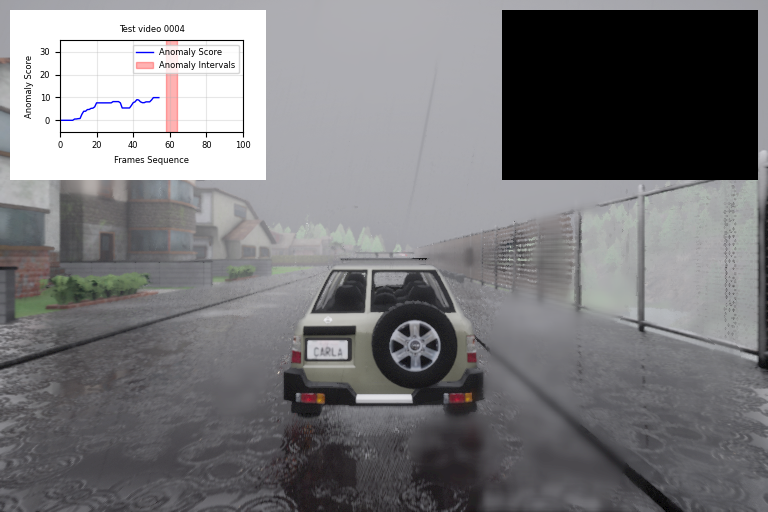 Test video 0004
Anomaly Score
Anomaly Intervals
Anomaly Score
30
20
10
0
0 20 40 60 80 100
Frames Sequence
CARLA